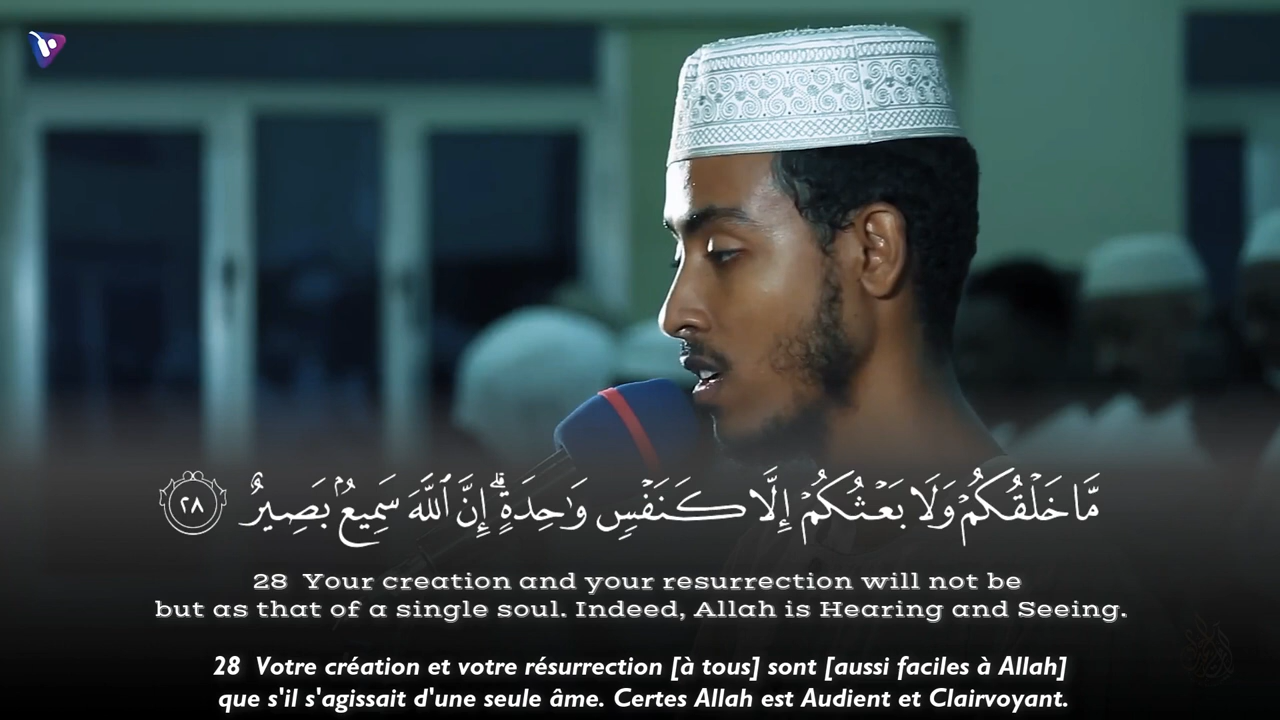 مَّا خَلْقُكُمْ وَلَا بَعْثُكُمْ إِلَّا كَنَفْسٍ وَٰحِدَةٍ ۗ إِنَّ ٱللَّهَ سَمِيعٌۢ بَصِيرٌ ٢٨
28 Your creation and your resurrection will not be
but as that of a single soul. Indeed, Allah is Hearing and Seeing.
28 Votre création et votre résurrection [à tous] sont [aussi faciles à Allah]
que s'il s'agissait d'une seule âme. Certes Allah est Audient et Clairvoyant.